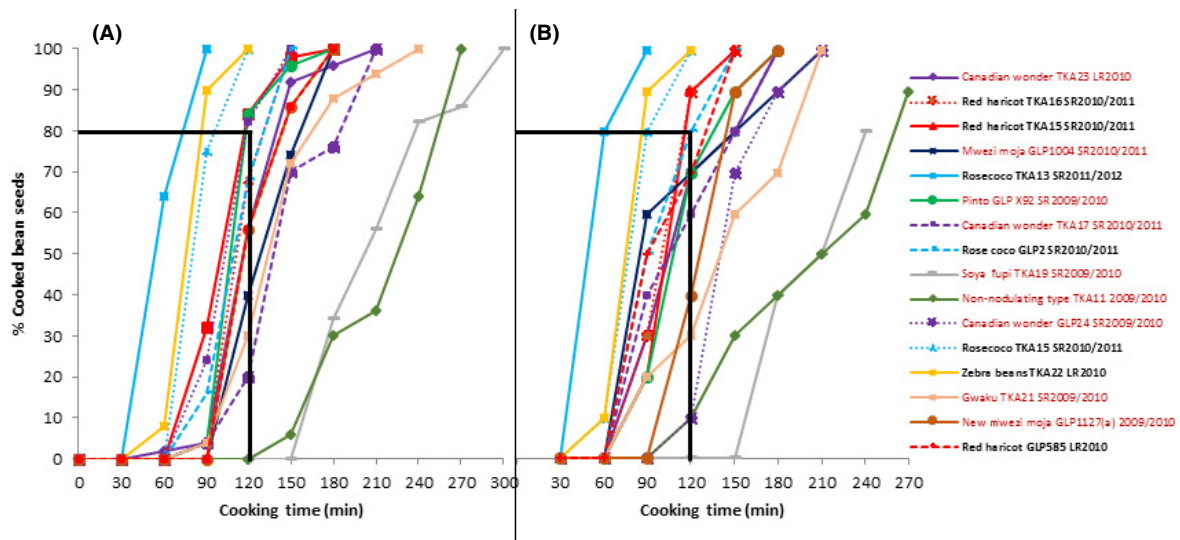 (A)
(B)
% Cooked bean seeds
100
90
80
70
60
50
40
30
20
10
0
0 30 60 90 120 150 180 210 240 270 300
Cooking time (min)
30 60 90 120 150 180 210 240 270
Cooking time (min)
Canadian wonder TKA23 LR2010
Red haricot TKA16 SR2010/2011
Red haricot TKA15 SR2010/2011
Mwezi moja GLP1004 SR2010/2011
Rosecoco TKA13 SR2011/2012
Pinto GLP X92 SR2009/2010
Canadian wonder TKA17 SR2010/2011
Rose coco GLP2 SR2010/2011
Soya fupi TKA19 SR2009/2010
Non-nodulating type TKA11 2009/2010
Canadian wonder GLP24 SR2009/2010
Rosecoco TKA15 SR2010/2011
Zebra beans TKA22 LR2010
Gwaku TKA21 SR2009/2010
New mwezi moja GLP1127(a) 2009/2010
Red haricot GLP585 LR2010